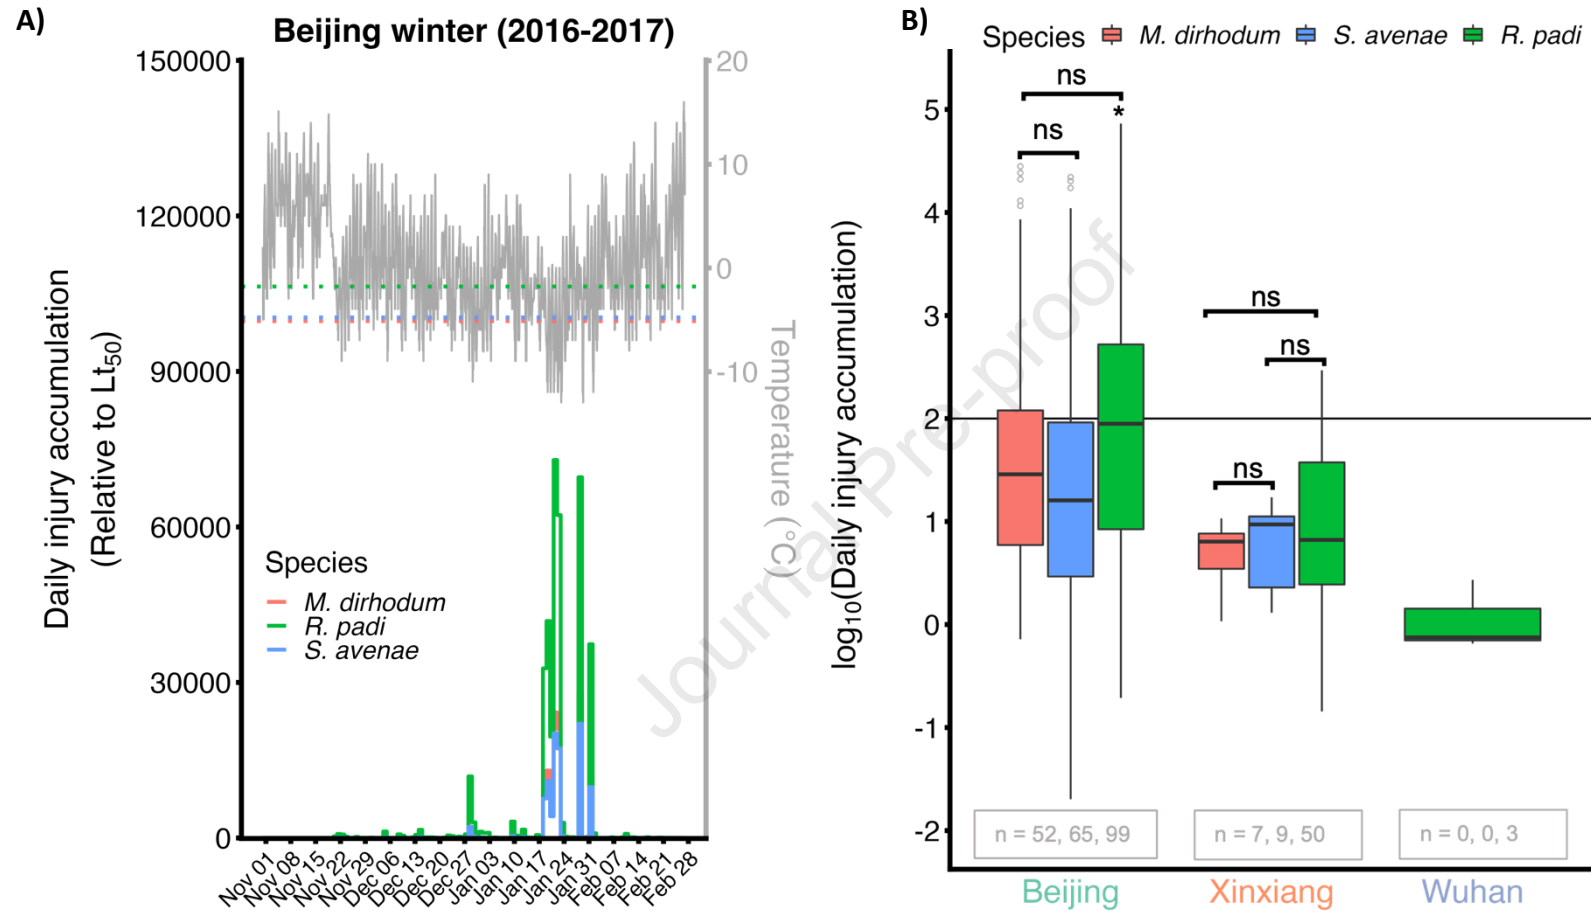 A)
Beijing winter (2016-2017)
150000
120000
90000
60000
30000
0
Daily injury accumulation
(Relative to Lt50)
20
10
0
-10
Temperature (°C)
Species
M. dirhodum
R. padi
S. avenae
Nov 01
Nov 08
Nov 15
Nov 22
Nov 29
Dec 06
Dec 13
Dec 20
Dec 27
Jan 03
Jan 10
Jan 17
Jan 24
Jan 31
Feb 07
Feb 14
Feb 21
Feb 28
B)
Species M. dirhodum S. avenae R. padi
log10(Daily injury accumulation)
5
4
3
2
1
0
-1
-2
ns
*
ns
ns
ns
ns
n = 52, 65, 99
n = 7, 9, 50
n = 0, 0, 3
Beijing
Xinxiang
Wuhan
Journal Pre-proof